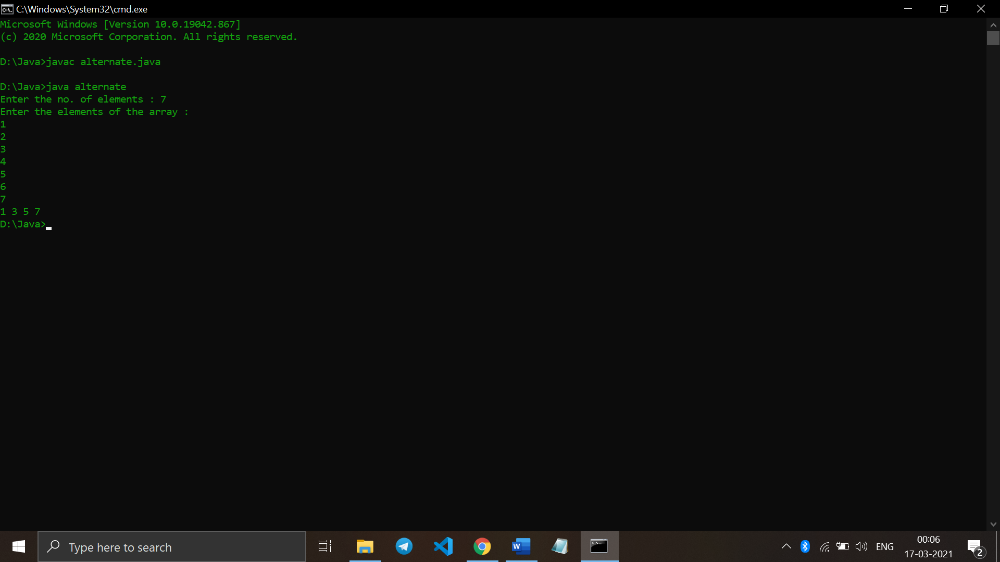 C:\Windows\System32\cmd.exe
Microsoft Windows [Version 10.0.19042.867]
(c) 2020 Microsoft Corporation. All rights reserved.
D:\Java>javac alternate.java
D:\Java>java alternate
Enter the no. of elements : 7
Enter the elements of the array :
1
2
3
4
5
6
7
1 3 5 7
D:\Java>
Type here to search
W
ENG
00:06
17-03-2021
2